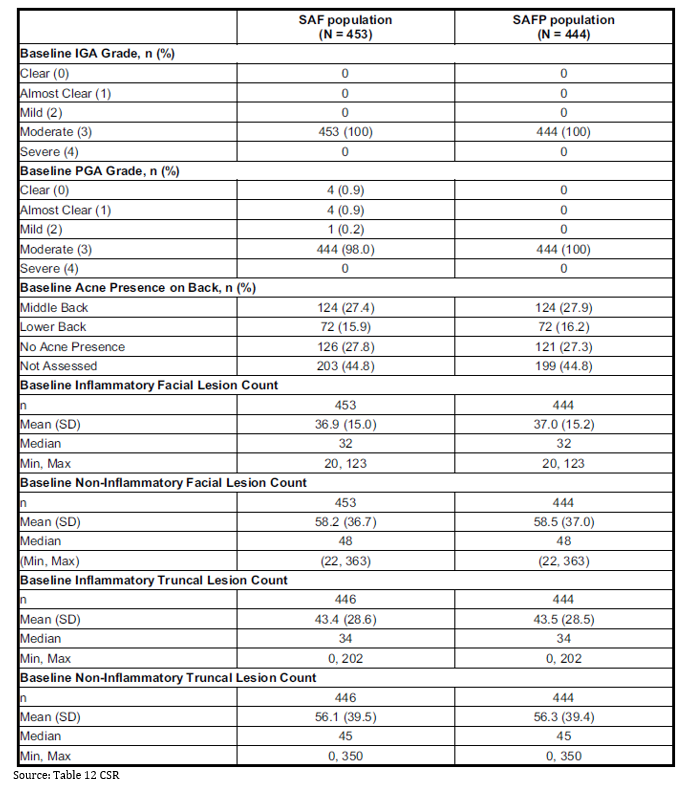 SAF population SAFP population
(N = 453) (N = 444)
Baseline IGA Grade, n (%)
Clear (0) 0 0
Almost Clear (1) 0 0
Mild (2) 0 0
Moderate (3) 453 (100) 444 (100)
Severe (4) 0 0
Baseline PGA Grade, n (%)
Clear (0) 4 (0.9) 0
Almost Clear (1) 4 (0.9) 0
Mild (2) 1 (0.2) 0
Moderate (3) 444 (98.0) 444 (100)
Severe (4) 0 0
Baseline Acne Presence on Back, n (%)
Middle Back 124 (27.4) 124 (27.9)
Lower Back 72 (15.9) 72 (16.2)
No Acne Presence 126 (27.8) 121 (27.3)
Not Assessed 203 (44.8) 199 (44.8)
Baseline Inflammatory Facial Lesion Count
n 453 444
Mean (SD) 36.9 (15.0) 37.0 (15.2)
Median 32 32
Min, Max 20, 123 20, 123
Baseline Non-Inflammatory Facial Lesion Count
n 453 444
Mean (SD) 58.2 (36.7) 58.5 (37.0)
Median 48 48
(Min, Max) (22, 363) (22, 363)
Baseline Inflammatory Truncal Lesion Count
n 446 444
Mean (SD) 43.4 (28.6) 43.5 (28.5)
Median 34 34
Min, Max 0, 202 0, 202
Baseline Non-Inflammatory Truncal Lesion Count
n 446 444
Mean (SD) 56.1 (39.5) 56.3 (39.4)
Median 45 45
Min, Max 0, 350 0, 350
Source: Table 12 CSR